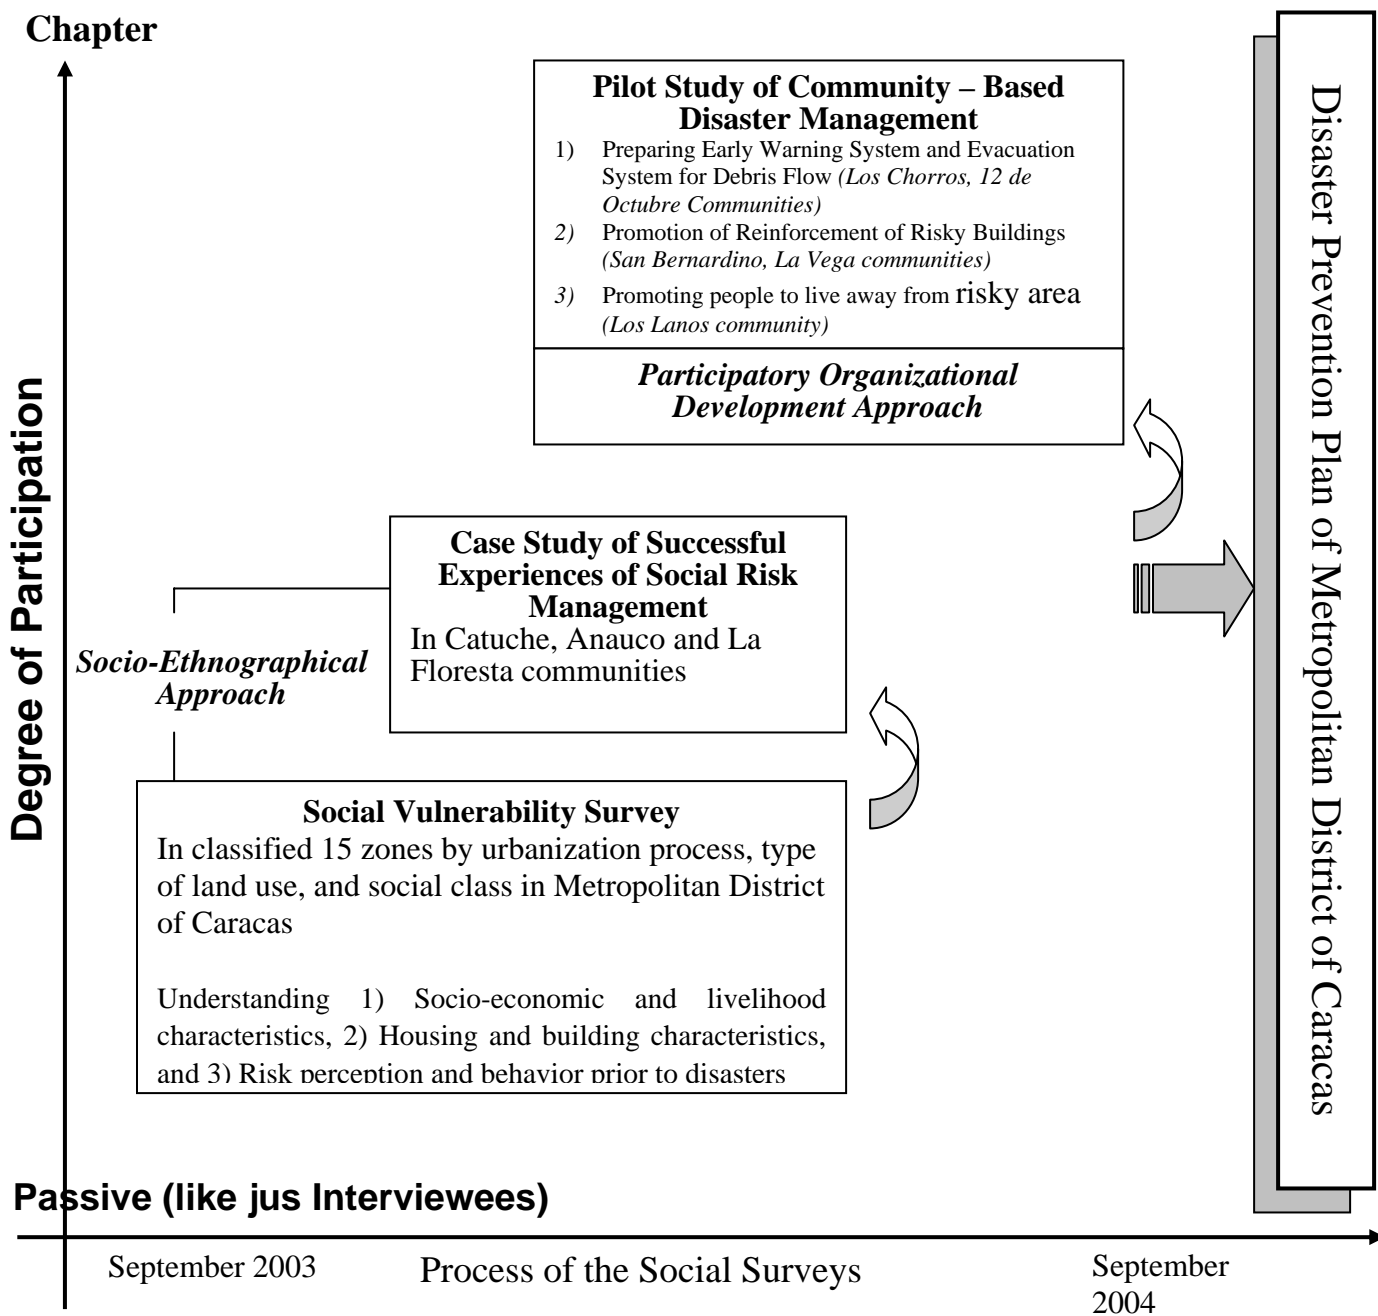 Chapter
Pilot Study of Community – Based
Disaster Management
1) Preparing Early Warning System and Evacuation
System for Debris Flow (Los Chorros, 12 de
Octubre Communities)
2) Promotion of Reinforcement of Risky Buildings
(San Bernardino, La Vega communities)
3) Promoting people to live away from risky area
(Los Lanos community)
Participatory Organizational
Development Approach
Disaster Prevention Plan of Metropolitan District of Caracas
Degree of Participation
Case Study of Successful
Experiences of Social Risk
Management
In Catuche, Anauco and La
Floresta communities
Socio-Ethnographical
Approach
Social Vulnerability Survey
In classified 15 zones by urbanization process, type
of land use, and social class in Metropolitan District
of Caracas
Understanding 1) Socio-economic and livelihood
characteristics, 2) Housing and building characteristics,
and 3) Risk perception and behavior prior to disasters
Passive (like jus Interviewees)
September 2003
Process of the Social Surveys
September
2004